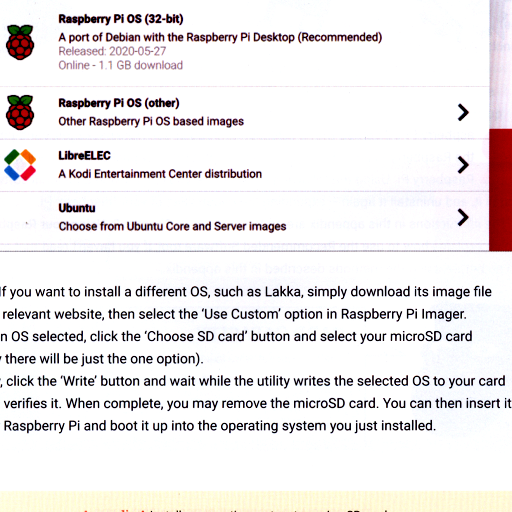 Raspberry Pi OS (32-bit)
A port of Debian with the Raspberry Pi Desktop (Recommended)
Released: 2020-05-27
Online - 1.1 GB download
Raspberry Pi OS (other)
Other Raspberry Pi OS based images
LibreELEC
A Kodi Entertainment Center distribution
Ubuntu
Choose from Ubuntu Core and Server images
If you want to install a different OS, such as Lakka, simply download its image file
relevant website, then select the ‘Use Custom’ option in Raspberry Pi Imager.
n OS selected, click the ‘Choose SD card’ button and select your microSD card
there will be just the one option).
, click the ‘Write’ button and wait while the utility writes the selected OS to your card
verifies it. When complete, you may remove the microSD card. You can then insert it
Raspberry Pi and boot it up into the operating system you just installed.